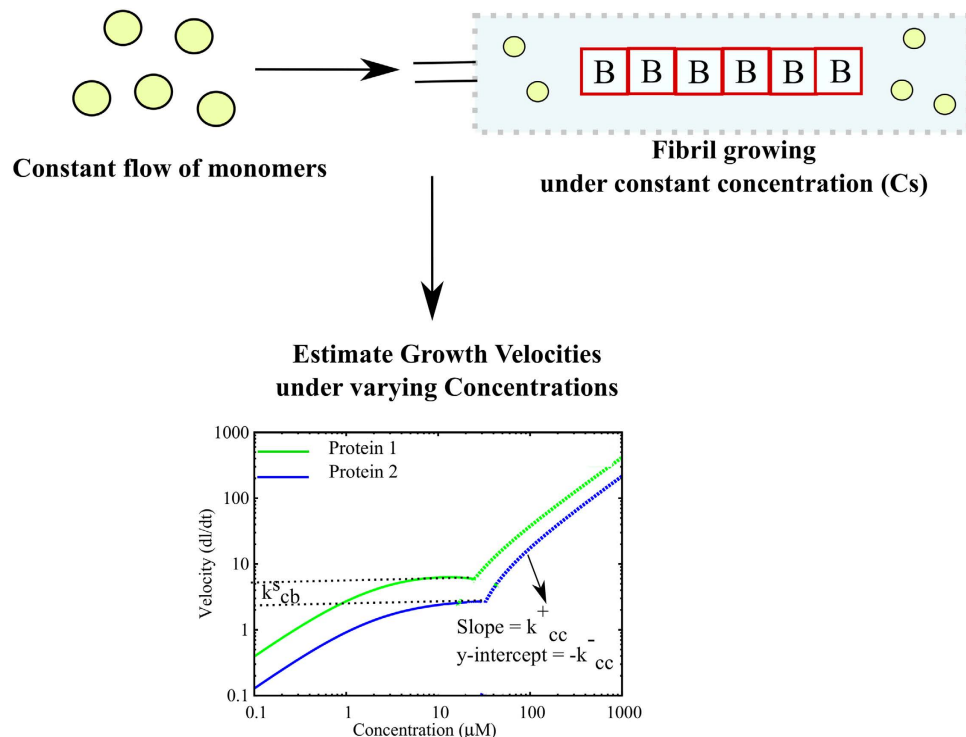 B B B B B B
Constant flow of monomers
Fibril growing
under constant concentration (Cs)
Estimate Growth Velocities
under varying Concentrations
1000
100
10
1
0.1
Velocity (dl/dt)
Protein 1
Protein 2
k^s_cb
Slope = k^+_cc
y-intercept = -k^-_cc
0.1 1 10 100 1000
Concentration (μM)